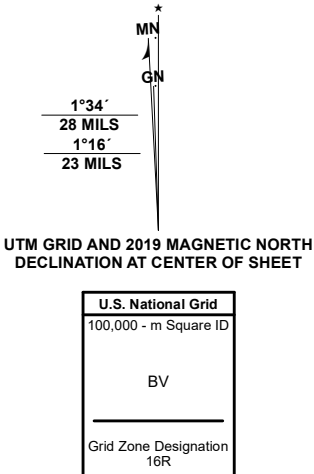 ★
MN
GN
1°34´
28 MILS
1°16´
23 MILS
UTM GRID AND 2019 MAGNETIC NORTH
DECLINATION AT CENTER OF SHEET
U.S. National Grid
100,000 - m Square ID
BV
Grid Zone Designation
16R